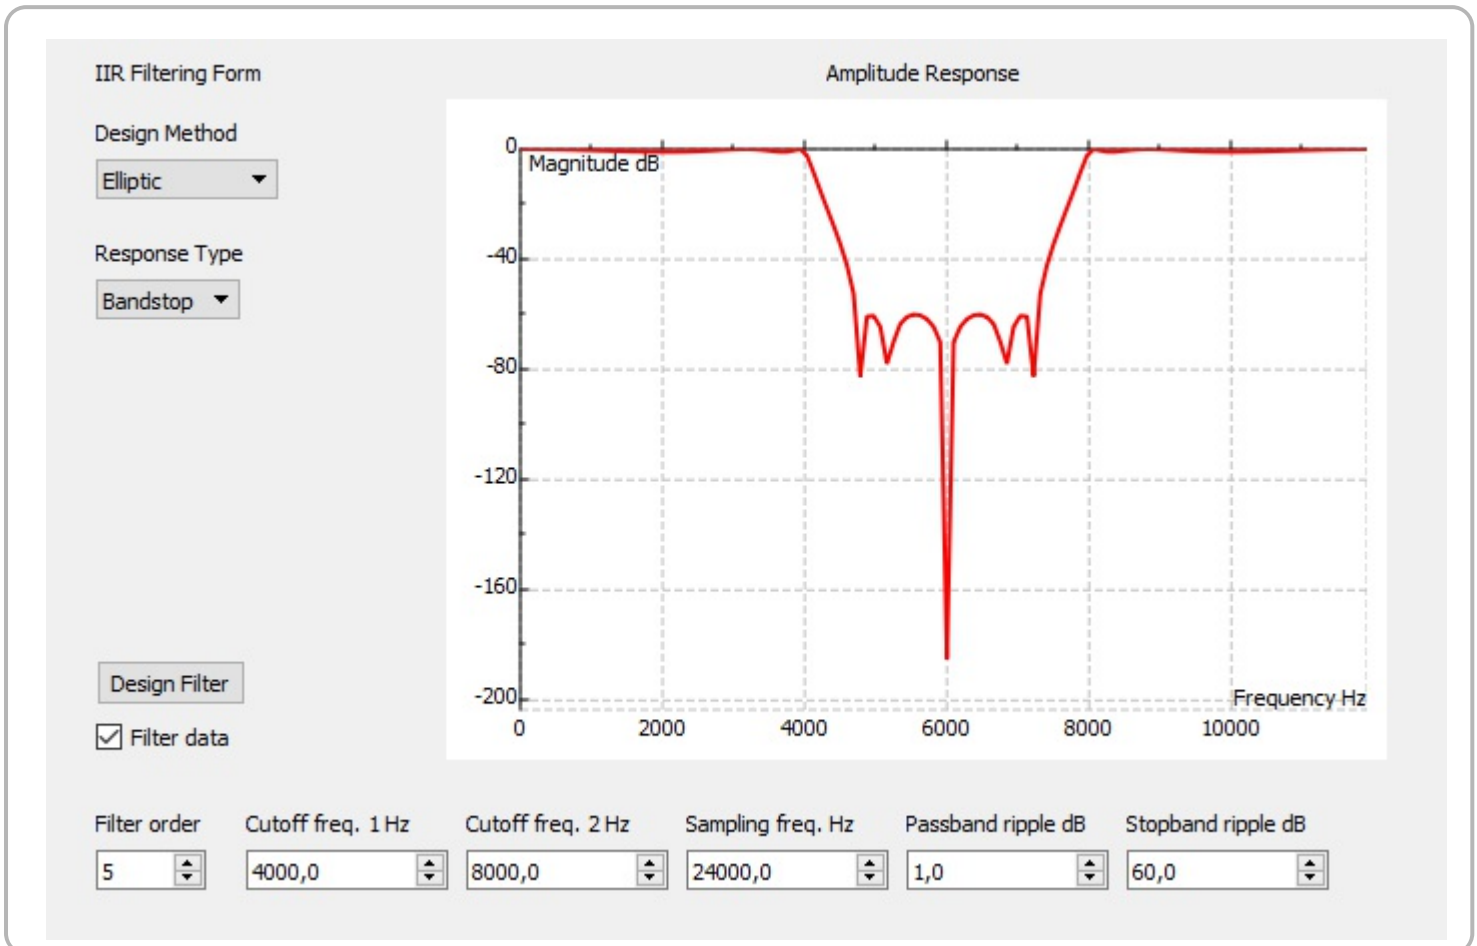 IIR Filtering Form
Amplitude Response
Design Method
Elliptic
Response Type
Bandstop
0
Magnitude dB
-40
-80
-120
-160
-200
Frequency Hz
0 2000 4000 6000 8000 10000
Design Filter
Filter data
Filter order Cutoff freq. 1 Hz Cutoff freq. 2 Hz Sampling freq. Hz Passband ripple dB Stopband ripple dB
5 4000,0 8000,0 24000,0 1,0 60,0